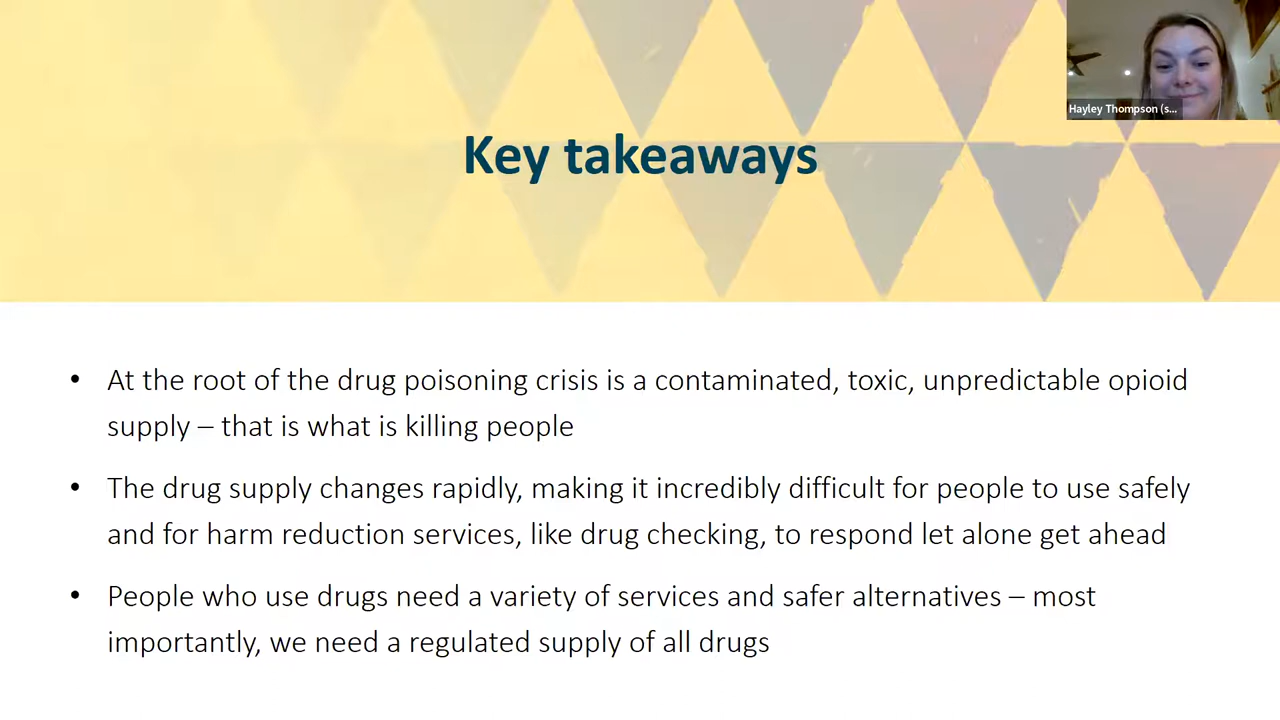 Hayley Thompson (s...
Key takeaways
• At the root of the drug poisoning crisis is a contaminated, toxic, unpredictable opioid
supply – that is what is killing people
• The drug supply changes rapidly, making it incredibly difficult for people to use safely
and for harm reduction services, like drug checking, to respond let alone get ahead
• People who use drugs need a variety of services and safer alternatives – most
importantly, we need a regulated supply of all drugs